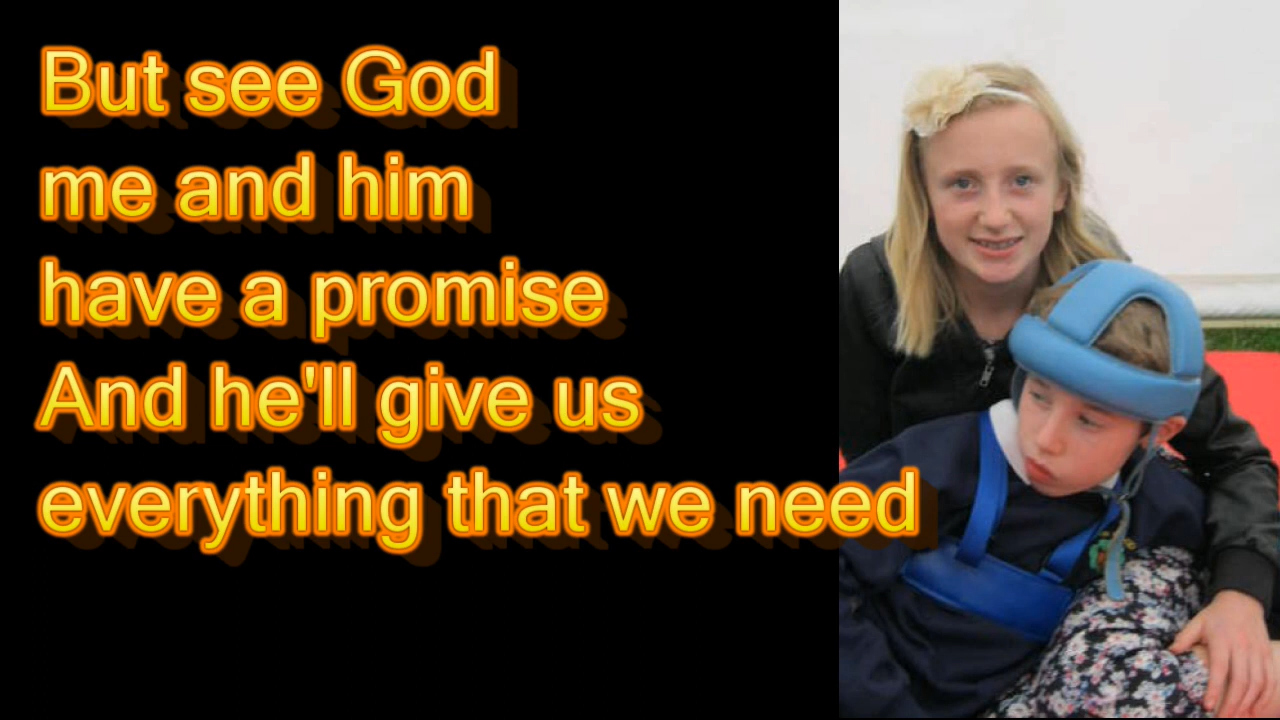 But see God
me and him
have a promise
And he'll give us
everything that we need